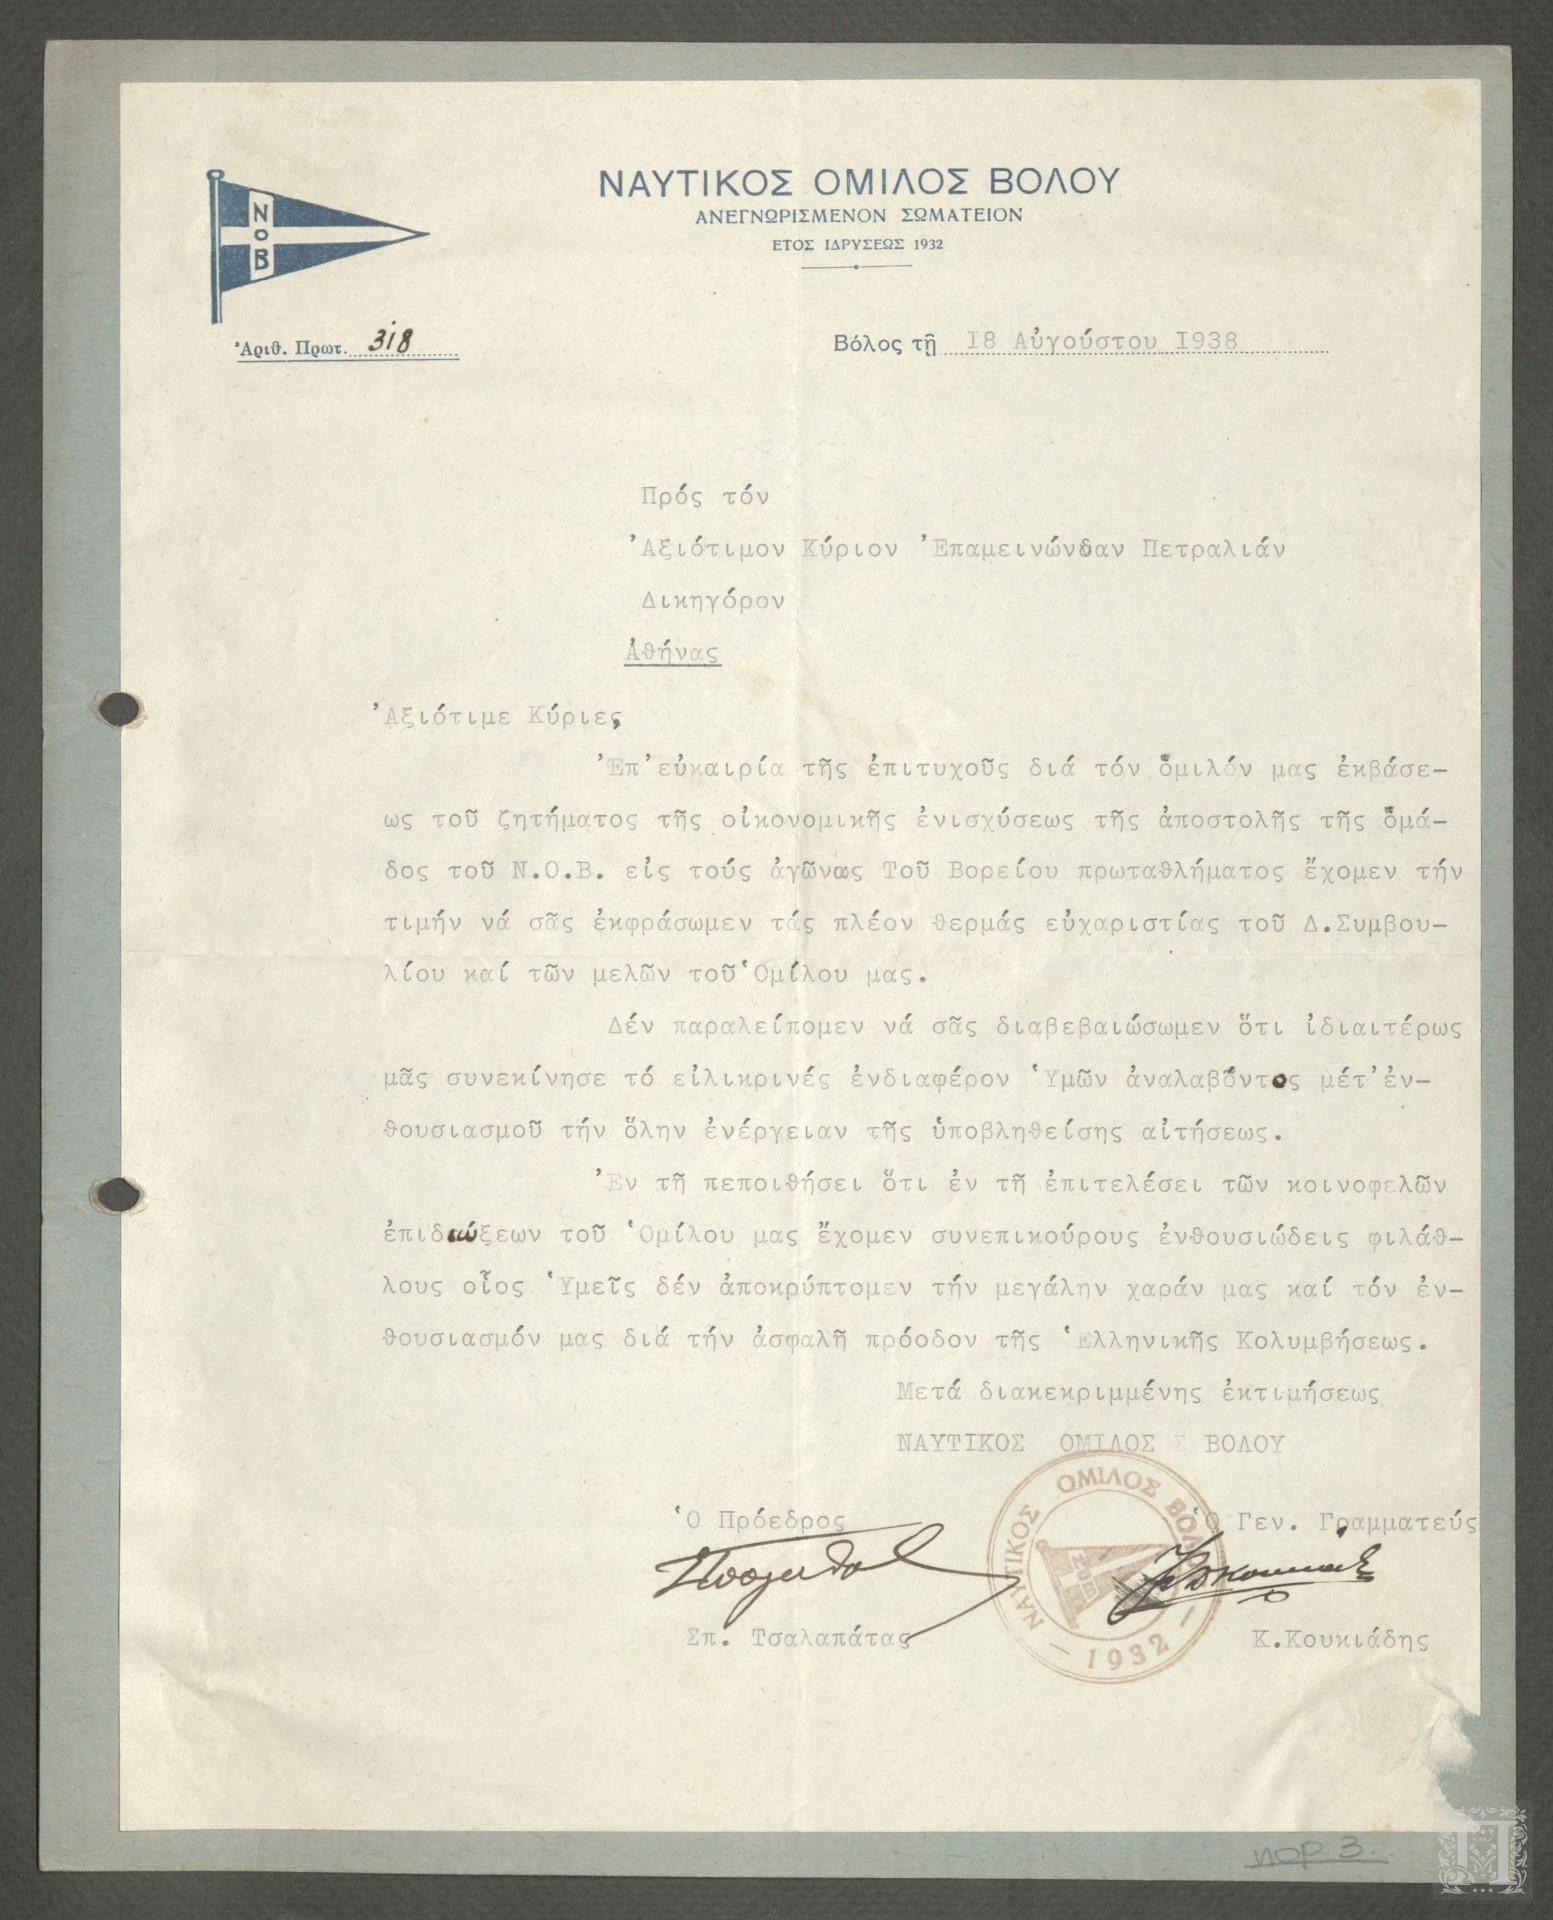 ΝΑΥΤΙΚΟΣ ΟΜΙΛΟΣ ΒΟΛΟΥ
ΑΝΕΓΝΩΡΙΣΜΕΝΟΝ ΣΩΜΑΤΕΙΟΝ
ΕΤΟΣ ΙΔΡΥΣΕΩΣ 1932
Ν
Ο
Β
Ἀριθ. Πρωτ. 318
Βόλος τῇ 18 Αὐγούστου 1938
Πρός τόν
Ἀξιότιμον Κύριον Ἐπαμεινώνδαν Πετραλιάν
Δικηγόρον
Ἀθήνας
Ἀξιότιμε Κύριες,
Ἐπ'εὐκαιρία τῆς ἐπιτυχοῦς διά τόν ὅμιλόν μας ἐκβάσε-
ως τοῦ ζητήματος τῆς οἰκονομικῆς ἐνισχύσεως τῆς ἀποστολῆς τῆς ὁμά-
δος τοῦ Ν.Ο.Β. εἰς τούς ἀγῶνας Τοῦ Βορείου πρωταθλήματος ἔχομεν τήν
τιμήν νά σᾶς ἐκφράσωμεν τάς πλέον θερμάς εὐχαριστίας τοῦ Δ.Συμβου-
λίου καί τῶν μελῶν τοῦ Ὁμίλου μας.
Δέν παραλείπομεν νά σᾶς διαβεβαιώσωμεν ὅτι ἰδιαιτέρως
μᾶς συνεκίνησε τό εἰλικρινές ἐνδιαφέρον Ὑμῶν ἀναλαβόντος μέτ'ἐν-
θουσιασμοῦ τήν ὅλην ἐνέργειαν τῆς ὑποβληθείσης αἰτήσεως.
Ἐν τῆ πεποιθήσει ὅτι ἐν τῆ ἐπιτελέσει τῶν κοινοφελῶν
ἐπιδιώξεων τοῦ Ὁμίλου μας ἔχομεν συνεπικούρους ἐνθουσιώδεις φιλάθ-
λους οἷος Ὑμεῖς δέν ἀποκρύπτομεν τήν μεγάλην χαράν μας καί τόν ἐν-
θουσιασμόν μας διά τήν ἀσφαλῆ πρόοδον τῆς Ἑλληνικῆς Κολυμβήσεως.
Μετά διακεκριμμένης ἐκτιμήσεως
ΝΑΥΤΙΚΟΣ ΟΜΙΛΟΣ Σ ΒΟΛΟΥ
ΝΑΥΤΙΚΟΣ ΟΜΙΛΟΣ ΒΟΛΟΥ
ΝΟΒ
— 1932 —
Ὁ Πρόεδρος Ὁ Γεν. Γραμματεύς
Σπ. Τσαλαπάτας Κ.Κουκιάδης
ΠΟΡ 3.